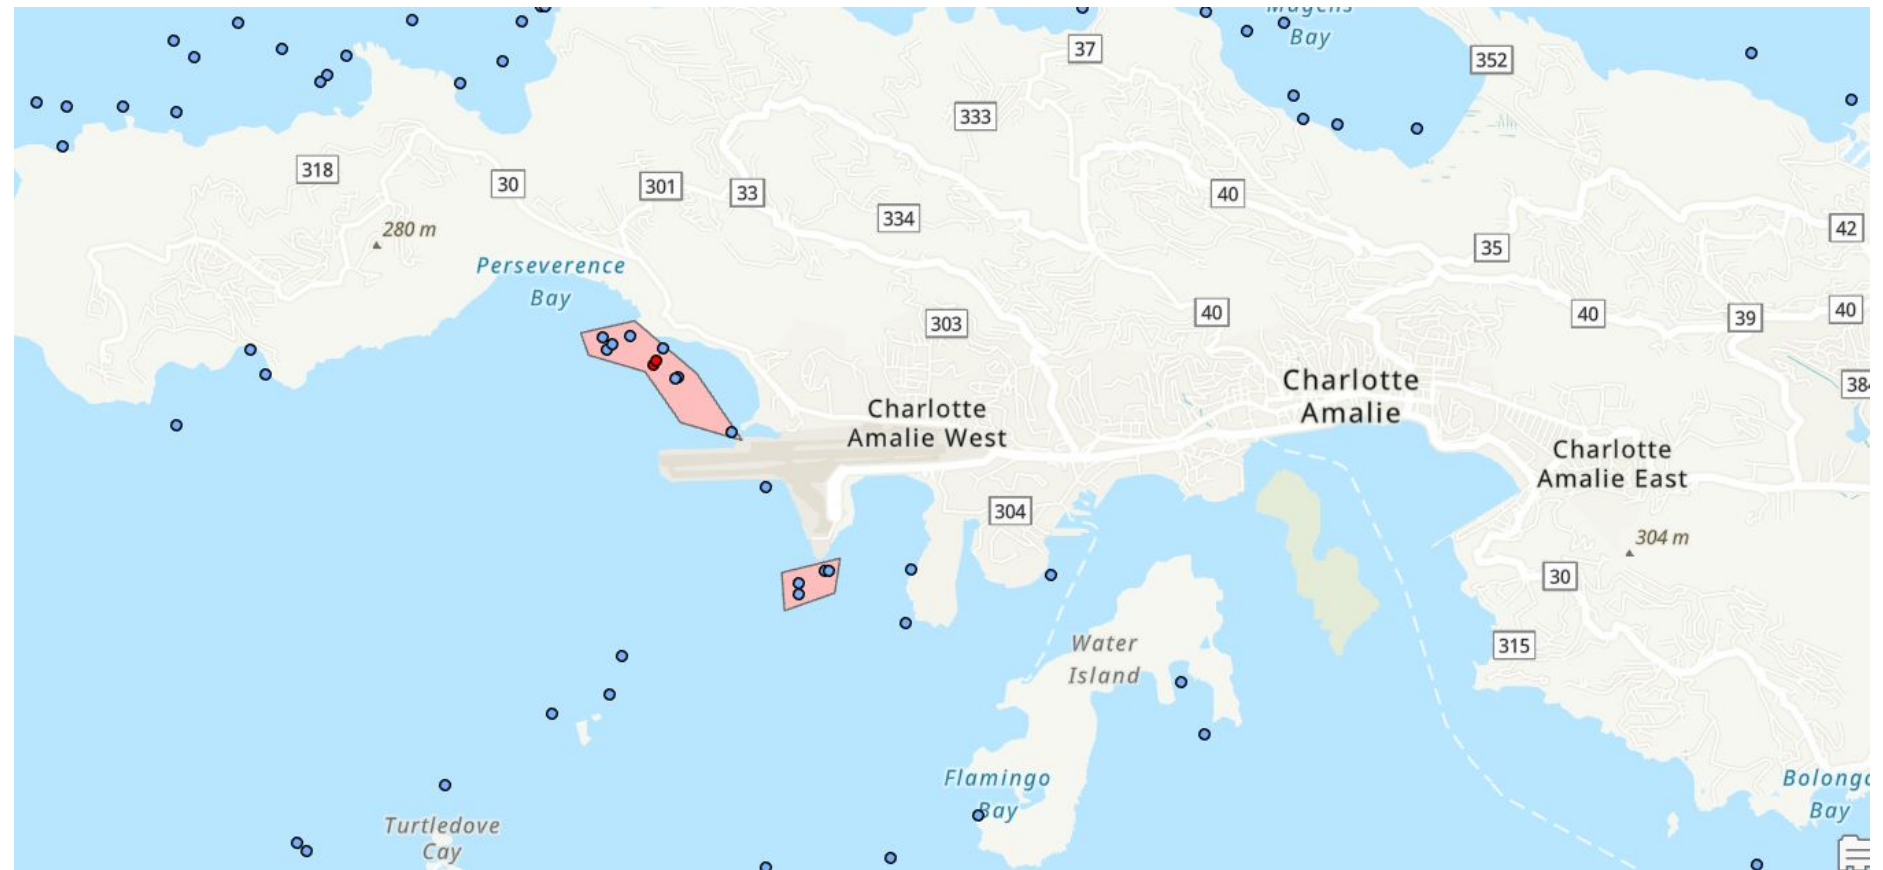 Magens
Bay
37
352
333
318
30
301
33
40
334
280 m
42
35
Perseverence
Bay
303
40
40
39
40
Charlotte
Amalie
384
Charlotte
Amalie West
Charlotte
Amalie East
304
304 m
30
Water
Island
315
Flamingo
Bay
Bolongo
Bay
Turtledove
Cay